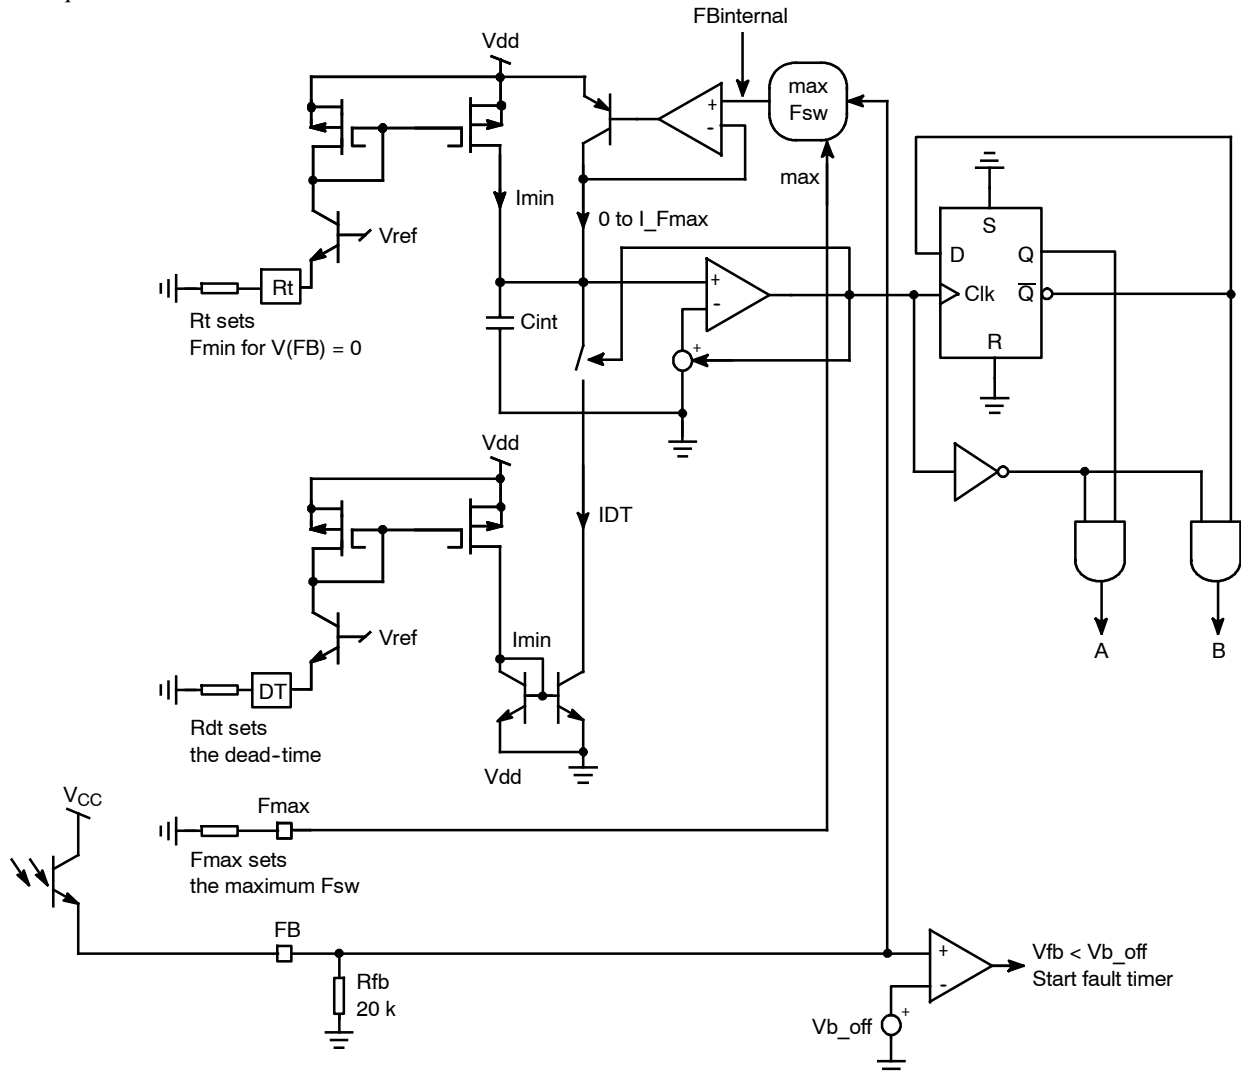 FBinternal
Vdd
max
Fsw
+
-
max
Imin
0 to I_Fmax
Vref
S
D
Q
Clk
Q
R
Rt
Rt sets
Fmin for V(FB) = 0
Cint
+
-
+
Vdd
IDT
Vref
Imin
A
B
DT
Rdt sets
the dead-time
Vdd
VCC
Fmax
Fmax sets
the maximum Fsw
FB
Rfb
20 k
+
-
Vfb < Vb_off
Start fault timer
Vb_off
+